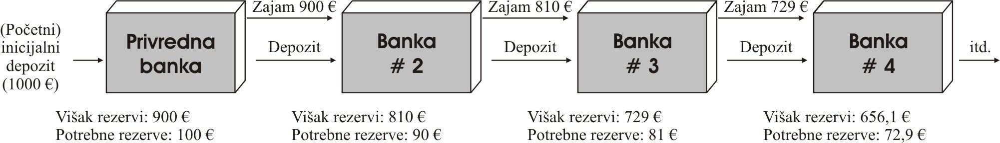 (Početni)
inicijalni
depozit
(1000 €)
Privredna
banka
Zajam 900 €
Depozit
Banka
# 2
Zajam 810 €
Depozit
Banka
# 3
Zajam 729 €
Depozit
Banka
# 4
itd.
Višak rezervi: 900 €
Potrebne rezerve: 100 €
Višak rezervi: 810 €
Potrebne rezerve: 90 €
Višak rezervi: 729 €
Potrebne rezerve: 81 €
Višak rezervi: 656,1 €
Potrebne rezerve: 72,9 €